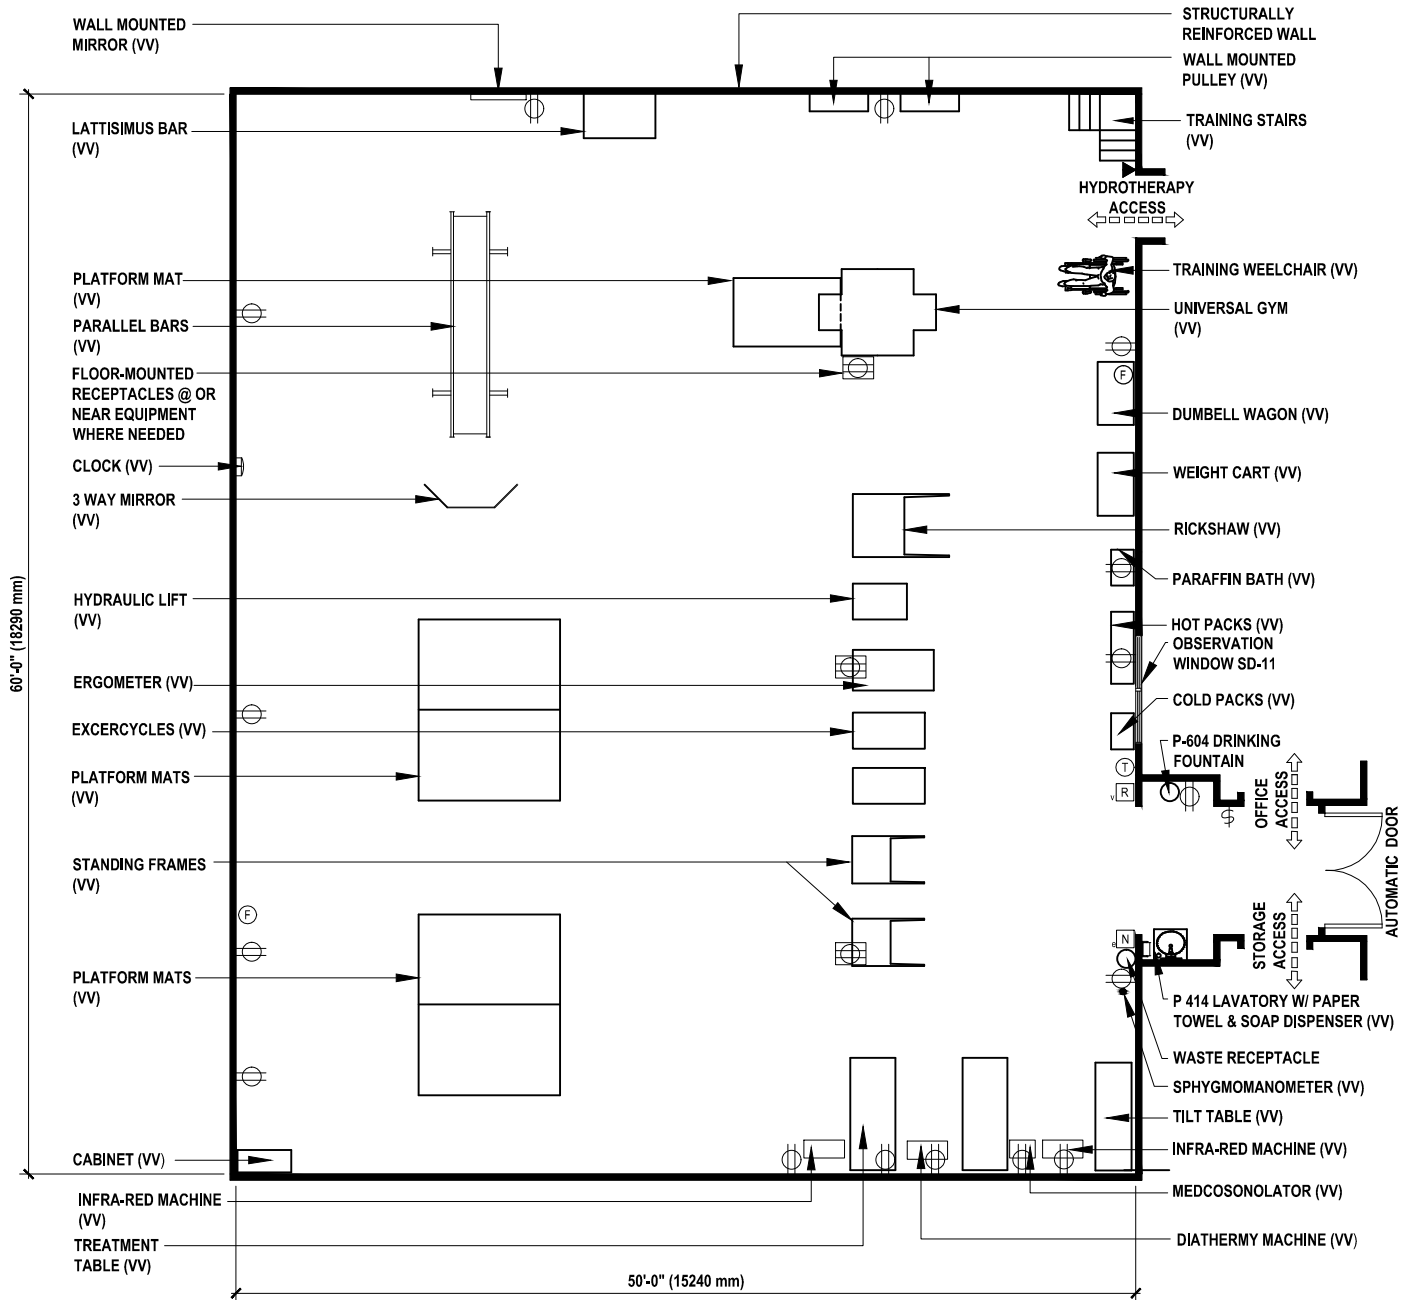 WALL MOUNTED
MIRROR (VV)
STRUCTURALLY
REINFORCED WALL
WALL MOUNTED
PULLEY (VV)
LATTISIMUS BAR
(VV)
TRAINING STAIRS
(VV)
HYDROTHERAPY
ACCESS
PLATFORM MAT
(VV)
TRAINING WEELCHAIR (VV)
PARALLEL BARS
(VV)
UNIVERSAL GYM
(VV)
FLOOR-MOUNTED
RECEPTACLES @ OR
NEAR EQUIPMENT
WHERE NEEDED
F
DUMBELL WAGON (VV)
CLOCK (VV)
WEIGHT CART (VV)
3 WAY MIRROR
(VV)
RICKSHAW (VV)
60'-0" (18290 mm)
HYDRAULIC LIFT
(VV)
PARAFFIN BATH (VV)
HOT PACKS (VV)
OBSERVATION
WINDOW SD-11
ERGOMETER (VV)
COLD PACKS (VV)
EXCERCYCLES (VV)
P-604 DRINKING
FOUNTAIN
PLATFORM MATS
(VV)
T
v R
OFFICE
ACCESS
AUTOMATIC DOOR
STANDING FRAMES
(VV)
F
e N
STORAGE
ACCESS
PLATFORM MATS
(VV)
P 414 LAVATORY W/ PAPER
TOWEL & SOAP DISPENSER (VV)
WASTE RECEPTACLE
SPHYGMOMANOMETER (VV)
TILT TABLE (VV)
CABINET (VV)
INFRA-RED MACHINE (VV)
INFRA-RED MACHINE
(VV)
MEDCOSONOLATOR (VV)
TREATMENT
TABLE (VV)
DIATHERMY MACHINE (VV)
50'-0" (15240 mm)